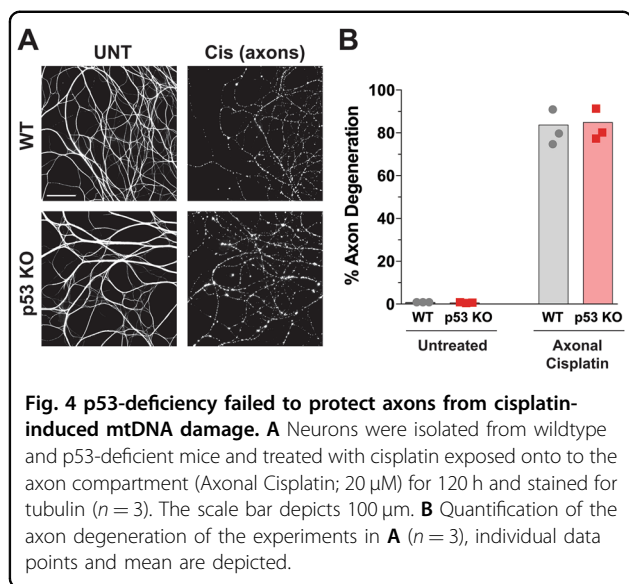 A
UNT
Cis (axons)
WT
p53 KO
B
% Axon Degeneration
100
80
60
40
20
0
WT p53 KO WT p53 KO
Untreated
Axonal
Cisplatin
Fig. 4 p53-deficiency failed to protect axons from cisplatin-
induced mtDNA damage. A Neurons were isolated from wildtype
and p53-deficient mice and treated with cisplatin exposed onto to the
axon compartment (Axonal Cisplatin; 20 μM) for 120 h and stained for
tubulin (n = 3). The scale bar depicts 100 μm. B Quantification of the
axon degeneration of the experiments in A (n = 3), individual data
points and mean are depicted.